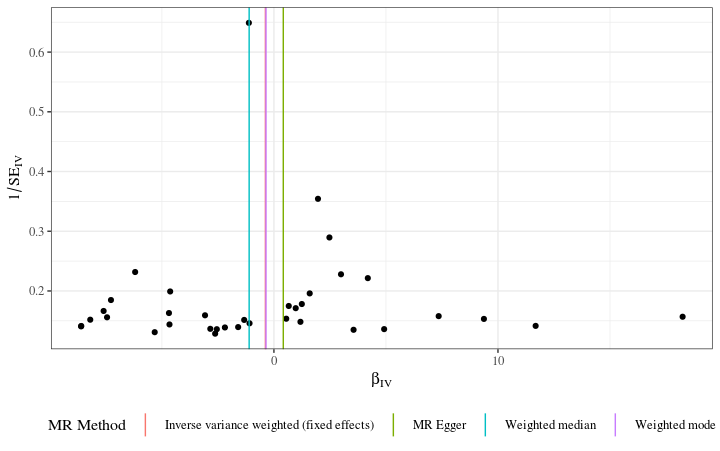 0.6
0.5
0.4
0.3
0.2
1/SE_IV
0 10
β_IV
MR Method Inverse variance weighted (fixed effects) MR Egger Weighted median Weighted mode